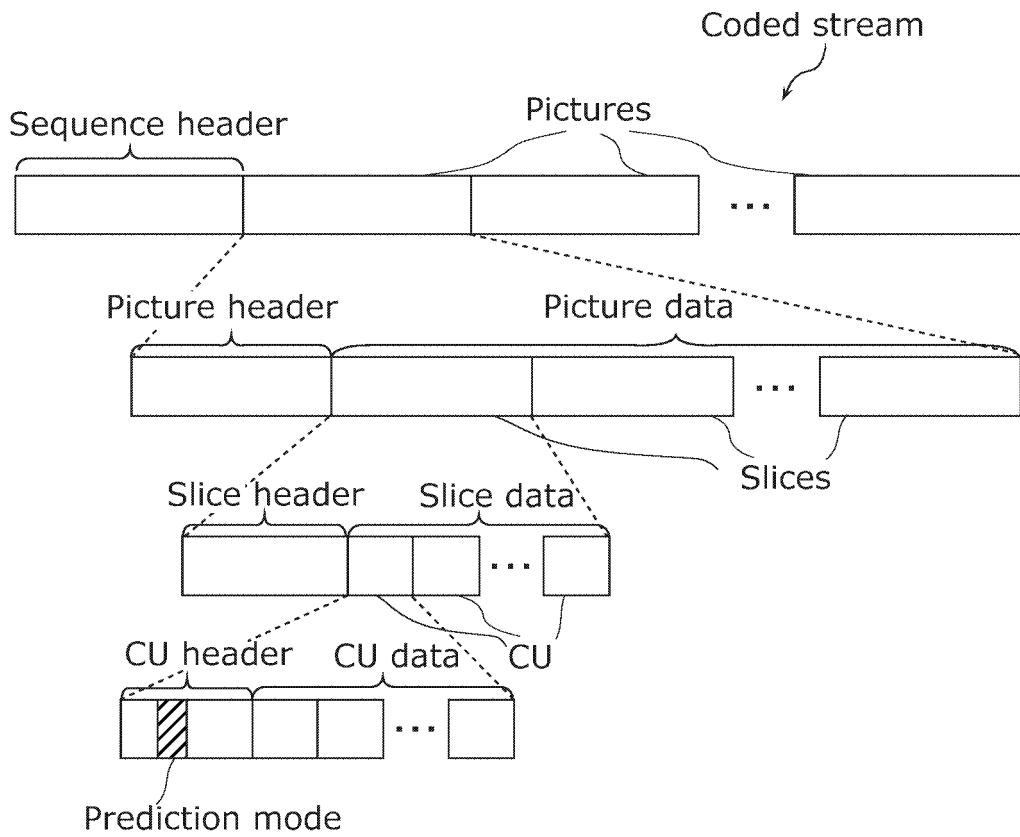 Coded stream
Pictures
Sequence header
...
Picture header
Picture data
...
Slices
Slice header
Slice data
...
CU header
CU data
CU
...
Prediction mode